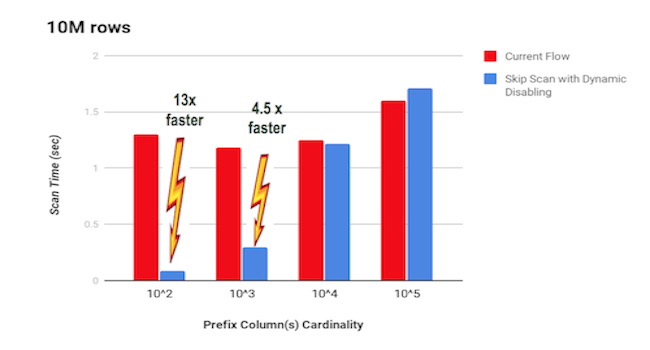 10M rows
2
1.5
1
0.5
0
Scan Time (sec)
13x
faster
4.5 x
faster
10^2
10^3
10^4
10^5
Prefix Column(s) Cardinality
Current Flow
Skip Scan with Dynamic
Disabling